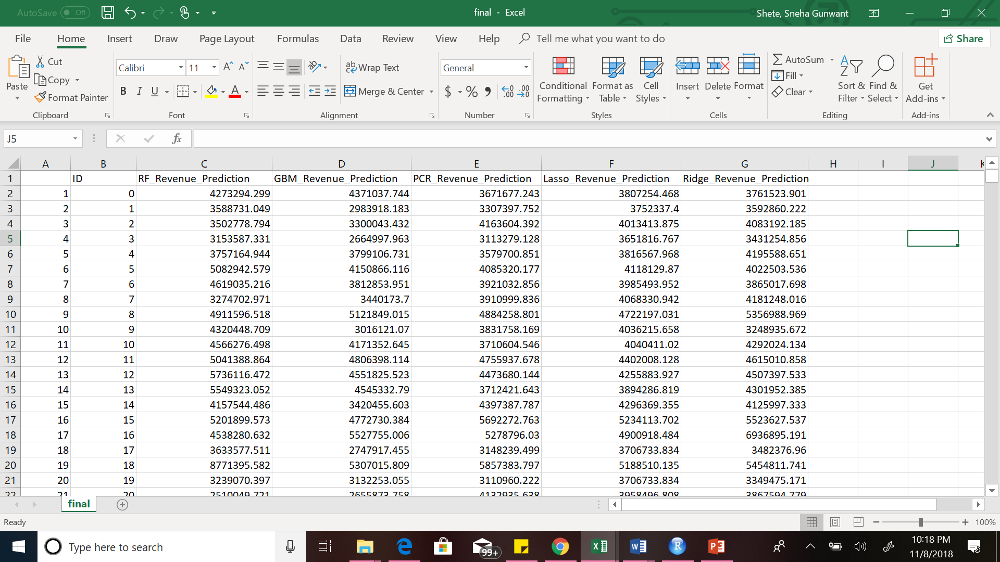 AutoSave Off
final - Excel
Shete, Sneha Gunwant
File Home Insert Draw Page Layout Formulas Data Review View Help Tell me what you want to do Share
Paste
Cut
Copy
Format Painter
Clipboard
Calibri 11
B I U
Font
Wrap Text
Merge & Center
Alignment
General
$ % ,
Number
Conditional Formatting
Format as Table
Cell Styles
Styles
Insert Delete Format
Cells
AutoSum
Fill
Clear
Sort & Filter
Find & Select
Editing
Get Add-ins
Add-ins
J5 fx
A B C D E F G H I J K
1 ID RF_Revenue_Prediction GBM_Revenue_Prediction PCR_Revenue_Prediction Lasso_Revenue_Prediction Ridge_Revenue_Prediction
2 1 0 4273294.299 4371037.744 3671677.243 3807254.468 3761523.901
3 2 1 3588731.049 2983918.183 3307397.752 3752337.4 3592860.222
4 3 2 3502778.794 3300043.432 4163604.392 4013413.875 4083192.185
5 4 3 3153587.331 2664997.963 3113279.128 3651816.767 3431254.856
6 5 4 3757164.944 3799106.731 3579700.851 3816567.968 4195588.651
7 6 5 5082942.579 4150866.116 4085320.177 4118129.87 4022503.536
8 7 6 4619035.216 3812853.951 3921032.856 3985493.952 3865017.698
9 8 7 3274702.971 3440173.7 3910999.836 4068330.942 4181248.016
10 9 8 4911596.518 5121849.015 4884258.801 4722197.031 5356988.969
11 10 9 4320448.709 3016121.07 3831758.169 4036215.658 3248935.672
12 11 10 4566276.498 4171352.645 3710604.546 4040411.02 4292024.134
13 12 11 5041388.864 4806398.114 4755937.678 4402008.128 4615010.858
14 13 12 5736116.472 4551825.523 4473680.144 4255883.927 4507397.533
15 14 13 5549323.052 4545332.79 3712421.643 3894286.819 4301952.385
16 15 14 4157544.486 3420455.603 4397387.787 4296369.355 4125997.333
17 16 15 5201899.573 4772730.384 5692272.763 5234113.702 5523627.537
18 17 16 4538280.632 5527755.006 5278796.03 4900918.484 6936895.191
19 18 17 3633577.511 2747917.455 3148239.499 3706733.834 3482376.96
20 19 18 8771395.582 5307015.809 5857383.797 5188510.135 5454811.741
21 20 19 3239070.397 3132253.055 3110960.222 3706733.834 3349475.171
22 21 20 2510049.721 2655873.758 4132935.638 3958496.808 3867594.779
final
Ready 100%
Type here to search
99+
10:18 PM
11/8/2018